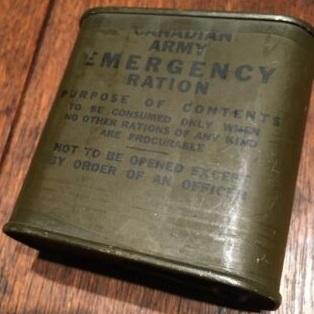 CANADIAN
ARMY
EMERGENCY
RATION
PURPOSE OF CONTENTS
TO BE CONSUMED ONLY WHEN
NO OTHER RATIONS OF ANY KIND
ARE PROCURABLE
NOT TO BE OPENED EXCEPT
BY ORDER OF AN OFFICER